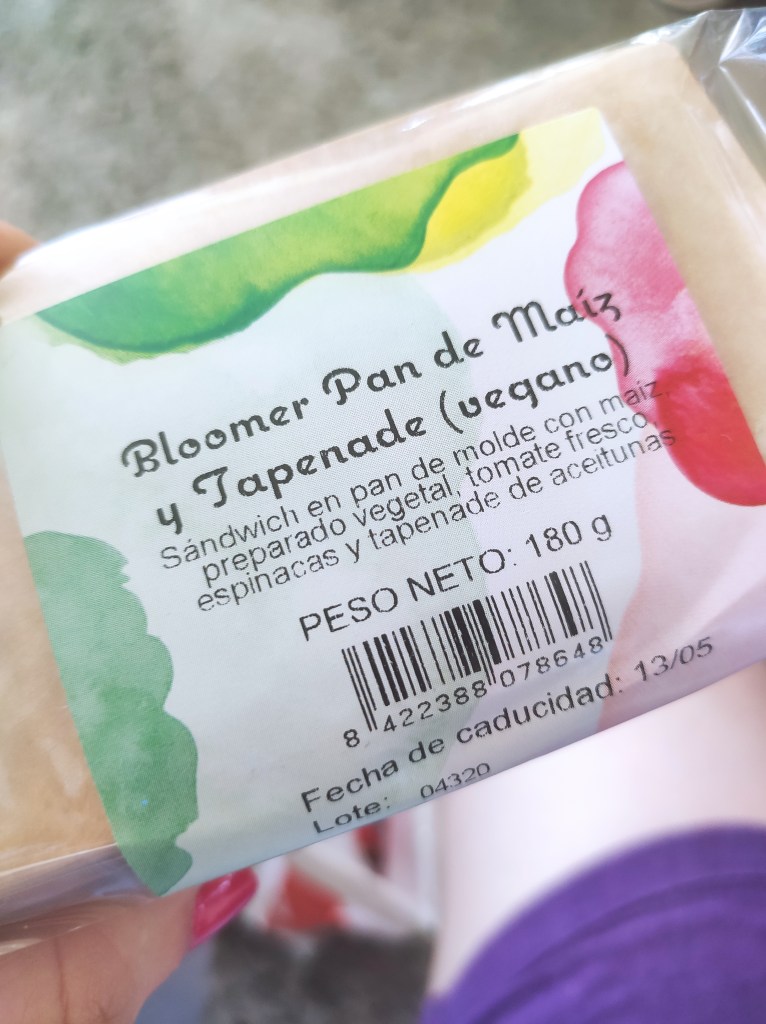 Bloomer Pan de Maíz
y Tapenade (vegano)
Sándwich en pan de molde con maíz,
preparado vegetal, tomate fresco,
espinacas y tapenade de aceitunas
PESO NETO: 180 g
8 422388 078648
Fecha de caducidad: 13/05
Lote: 04320